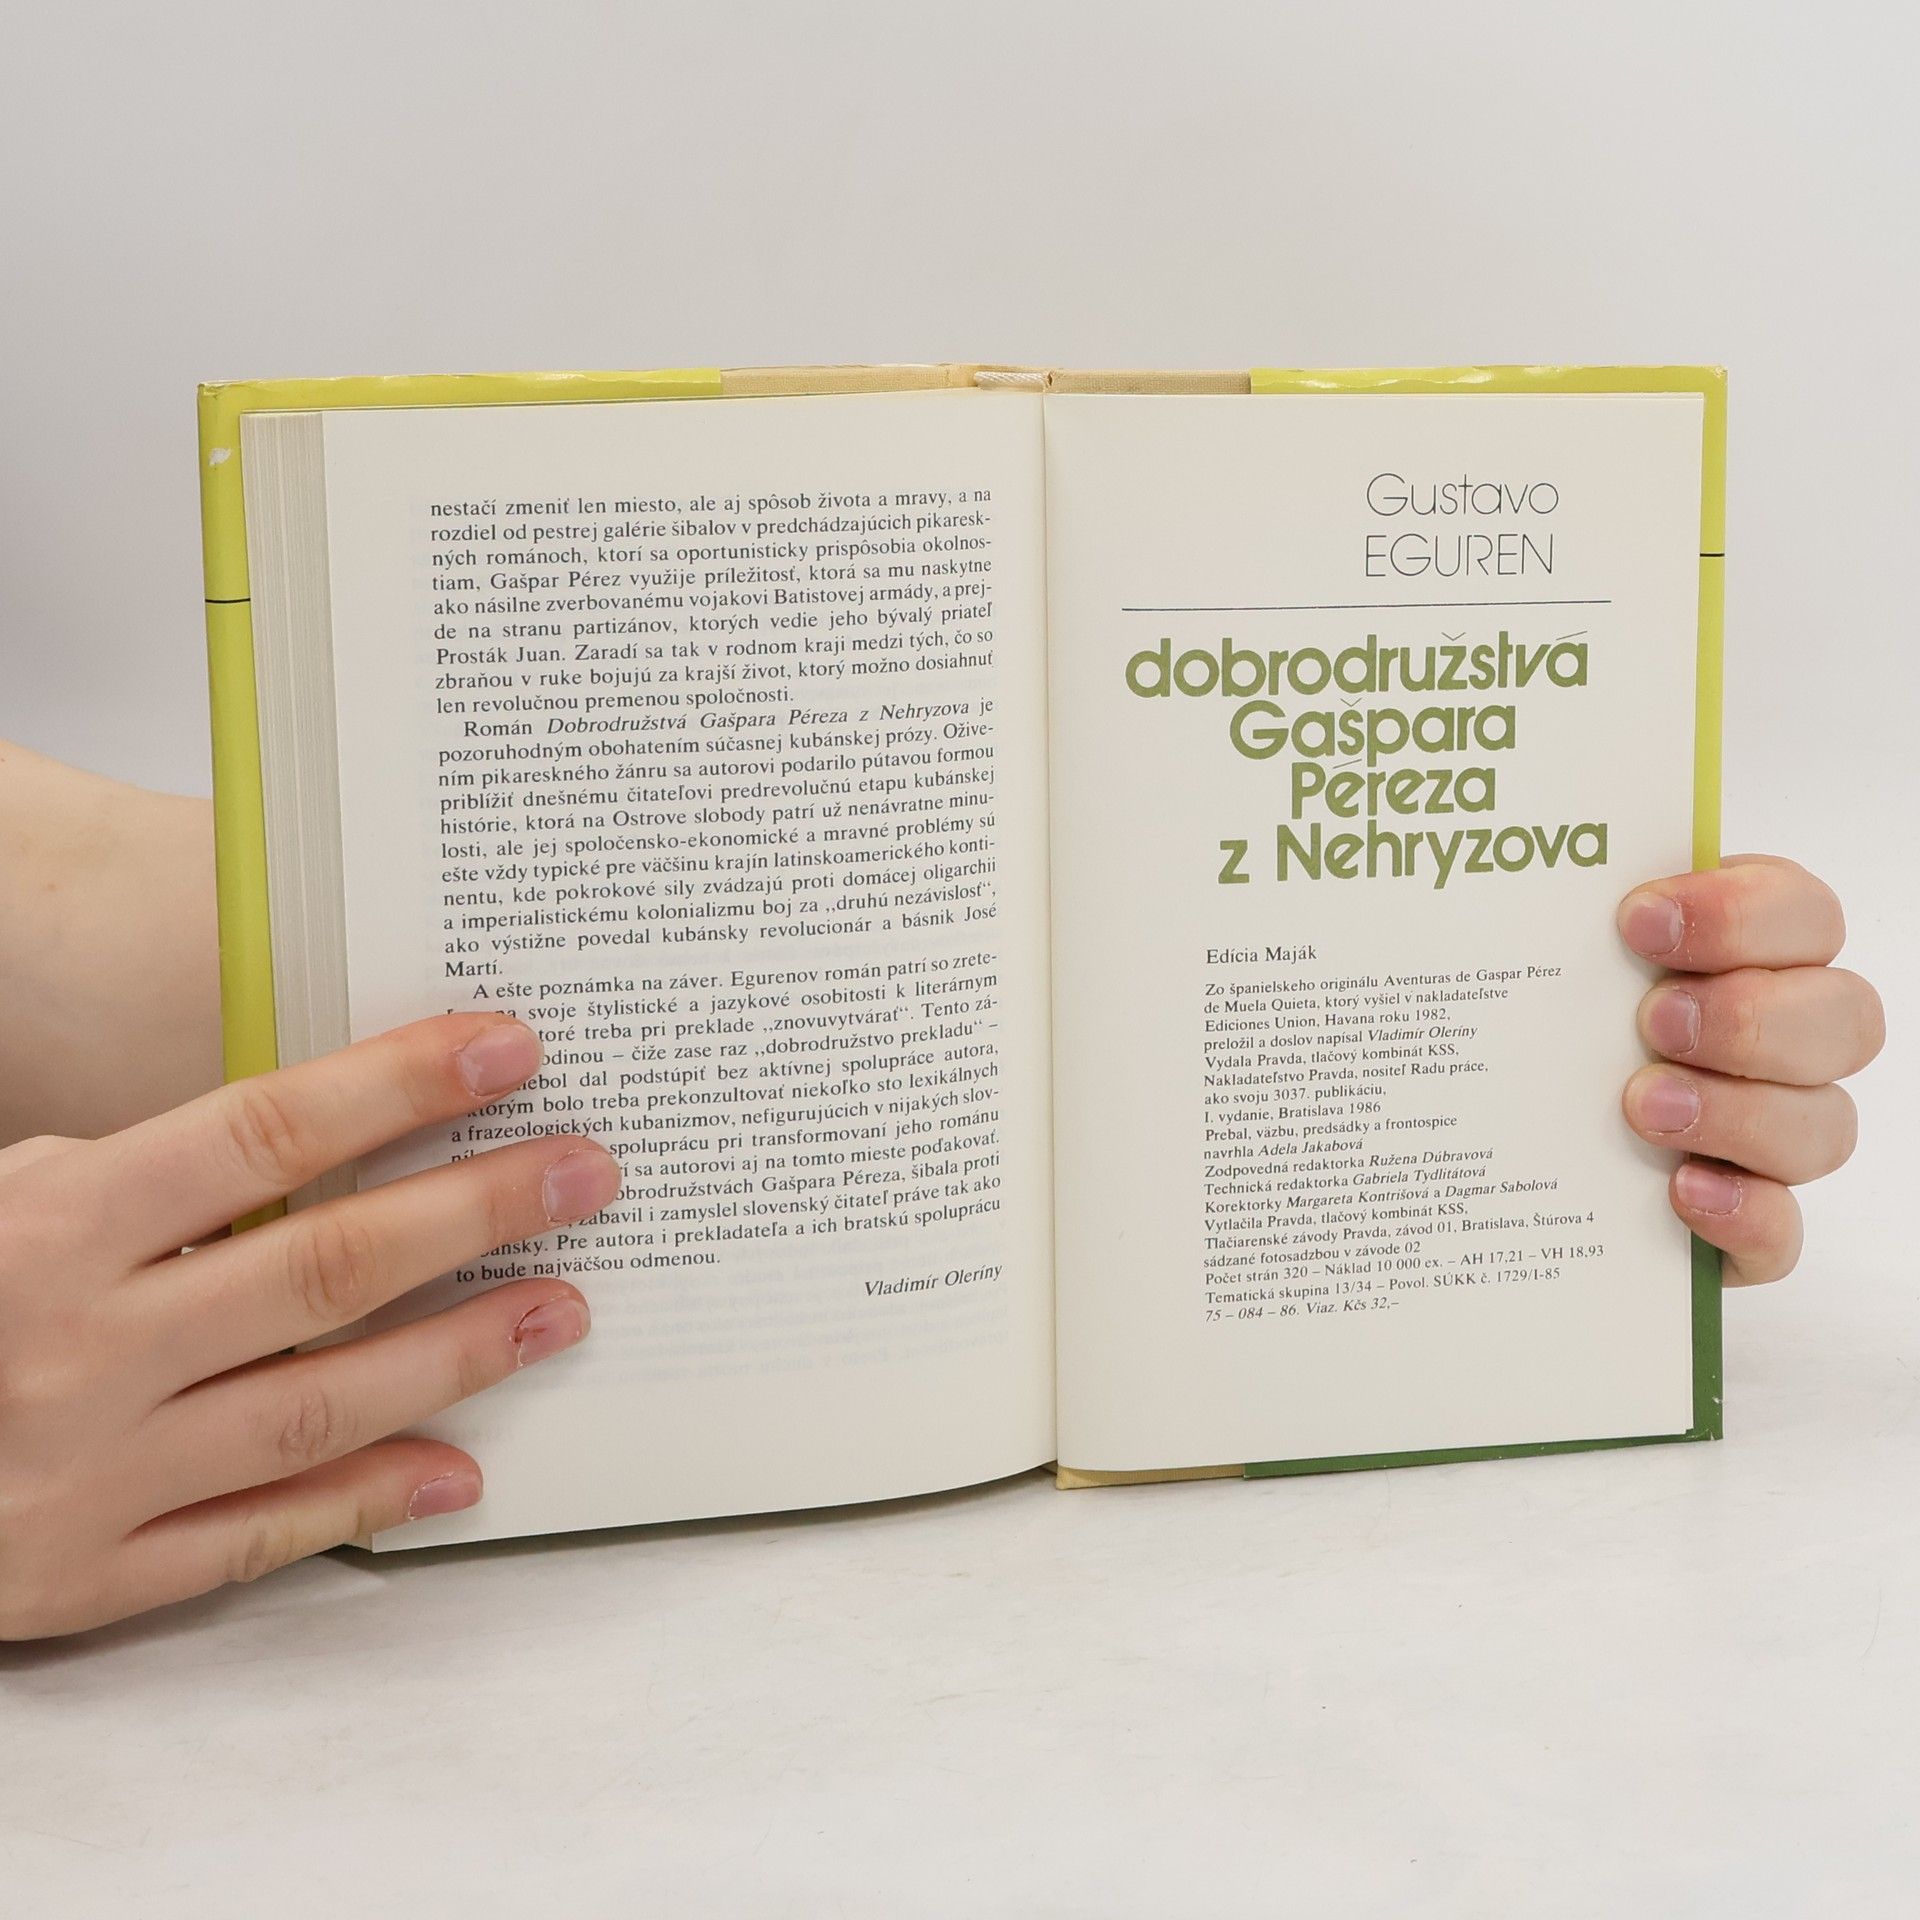 nestačí zmeniť len miesto, ale aj spôsob života a mravy, a na
rozdiel od pestrej galérie šibalov v predchádzajúcich pikaresk-
ných románoch, ktorí sa oportunisticky prispôsobia okolnos-
tiam, Gašpar Pérez využije príležitosť, ktorá sa mu naskytne
ako násilne zverbovanému vojakovi Batistovej armády, a prej-
de na stranu partizánov, ktorých vedie jeho bývalý priateľ
Prosták Juan. Zaradí sa tak v rodnom kraji medzi tých, čo so
zbraňou v ruke bojujú za krajší život, ktorý možno dosiahnuť
len revolučnou premenou spoločnosti.
Román Dobrodružstvá Gašpara Péreza z Nehryzova je
pozoruhodným obohatením súčasnej kubánskej prózy. Ožive-
ním pikareskného žánru sa autorovi podarilo pútavou formou
priblížiť dnešnému čitateľovi predrevolučnú etapu kubánskej
histórie, ktorá na Ostrove slobody patrí už nenávratne minu-
losti, ale jej spoločensko-ekonomické a mravné problémy sú
ešte vždy typické pre väčšinu krajín latinskoamerického konti-
nentu, kde pokrokové sily zvádzajú proti domácej oligarchii
a imperialistickému kolonializmu boj za „druhú nezávislosť“,
ako výstižne povedal kubánsky revolucionár a básnik José
Martí.
A ešte poznámka na záver. Egurenov román patrí so zrete-
na svoje štylistické a jazykové osobitosti k literárnym
toré treba pri preklade „znovuvytvárať“. Tento zá-
odinou – čiže zase raz „dobrodružstvo prekladu“ –
nebol dal podstúpiť bez aktívnej spolupráce autora,
ktorým bolo treba prekonzultovať niekoľko sto lexikálnych
a frazeologických kubanizmov, nefigurujúcich v nijakých slov-
spoluprácu pri transformovaní jeho románu
sa autorovi aj na tomto mieste poďakovať.
obrodružstvách Gašpara Péreza, šibala proti
zabavil i zamyslel slovenský čitateľ práve tak ako
ánsky. Pre autora i prekladateľa a ich bratskú spoluprácu
to bude najväčšou odmenou.
Vladimír Oleríny
Gustavo
EGUREN
dobrodružstvá
Gašpara
Péreza
z Nehryzova
Edícia Maják
Zo španielskeho originálu Aventuras de Gaspar Pérez
de Muela Quieta, ktorý vyšiel v nakladateľstve
Ediciones Union, Havana roku 1982,
preložil a doslov napísal Vladimír Oleríny
Vydala Pravda, tlačový kombinát KSS,
Nakladateľstvo Pravda, nositeľ Radu práce,
ako svoju 3037. publikáciu,
I. vydanie, Bratislava 1986
Prebal, väzbu, predsádky a frontospice
navrhla Adela Jakabová
Zodpovedná redaktorka Ružena Dúbravová
Technická redaktorka Gabriela Tydlitátová
Korektorky Margareta Kontrišová a Dagmar Sabolová
Vytlačila Pravda, tlačový kombinát KSS,
Tlačiarenské závody Pravda, závod 01, Bratislava, Štúrova 4
sádzané fotosadzbou v závode 02
Počet strán 320 – Náklad 10 000 ex. – AH 17,21 – VH 18,93
Tematická skupina 13/34 – Povol. SÚKK č. 1729/I-85
75 – 084 – 86. Viaz. Kčs 32,–